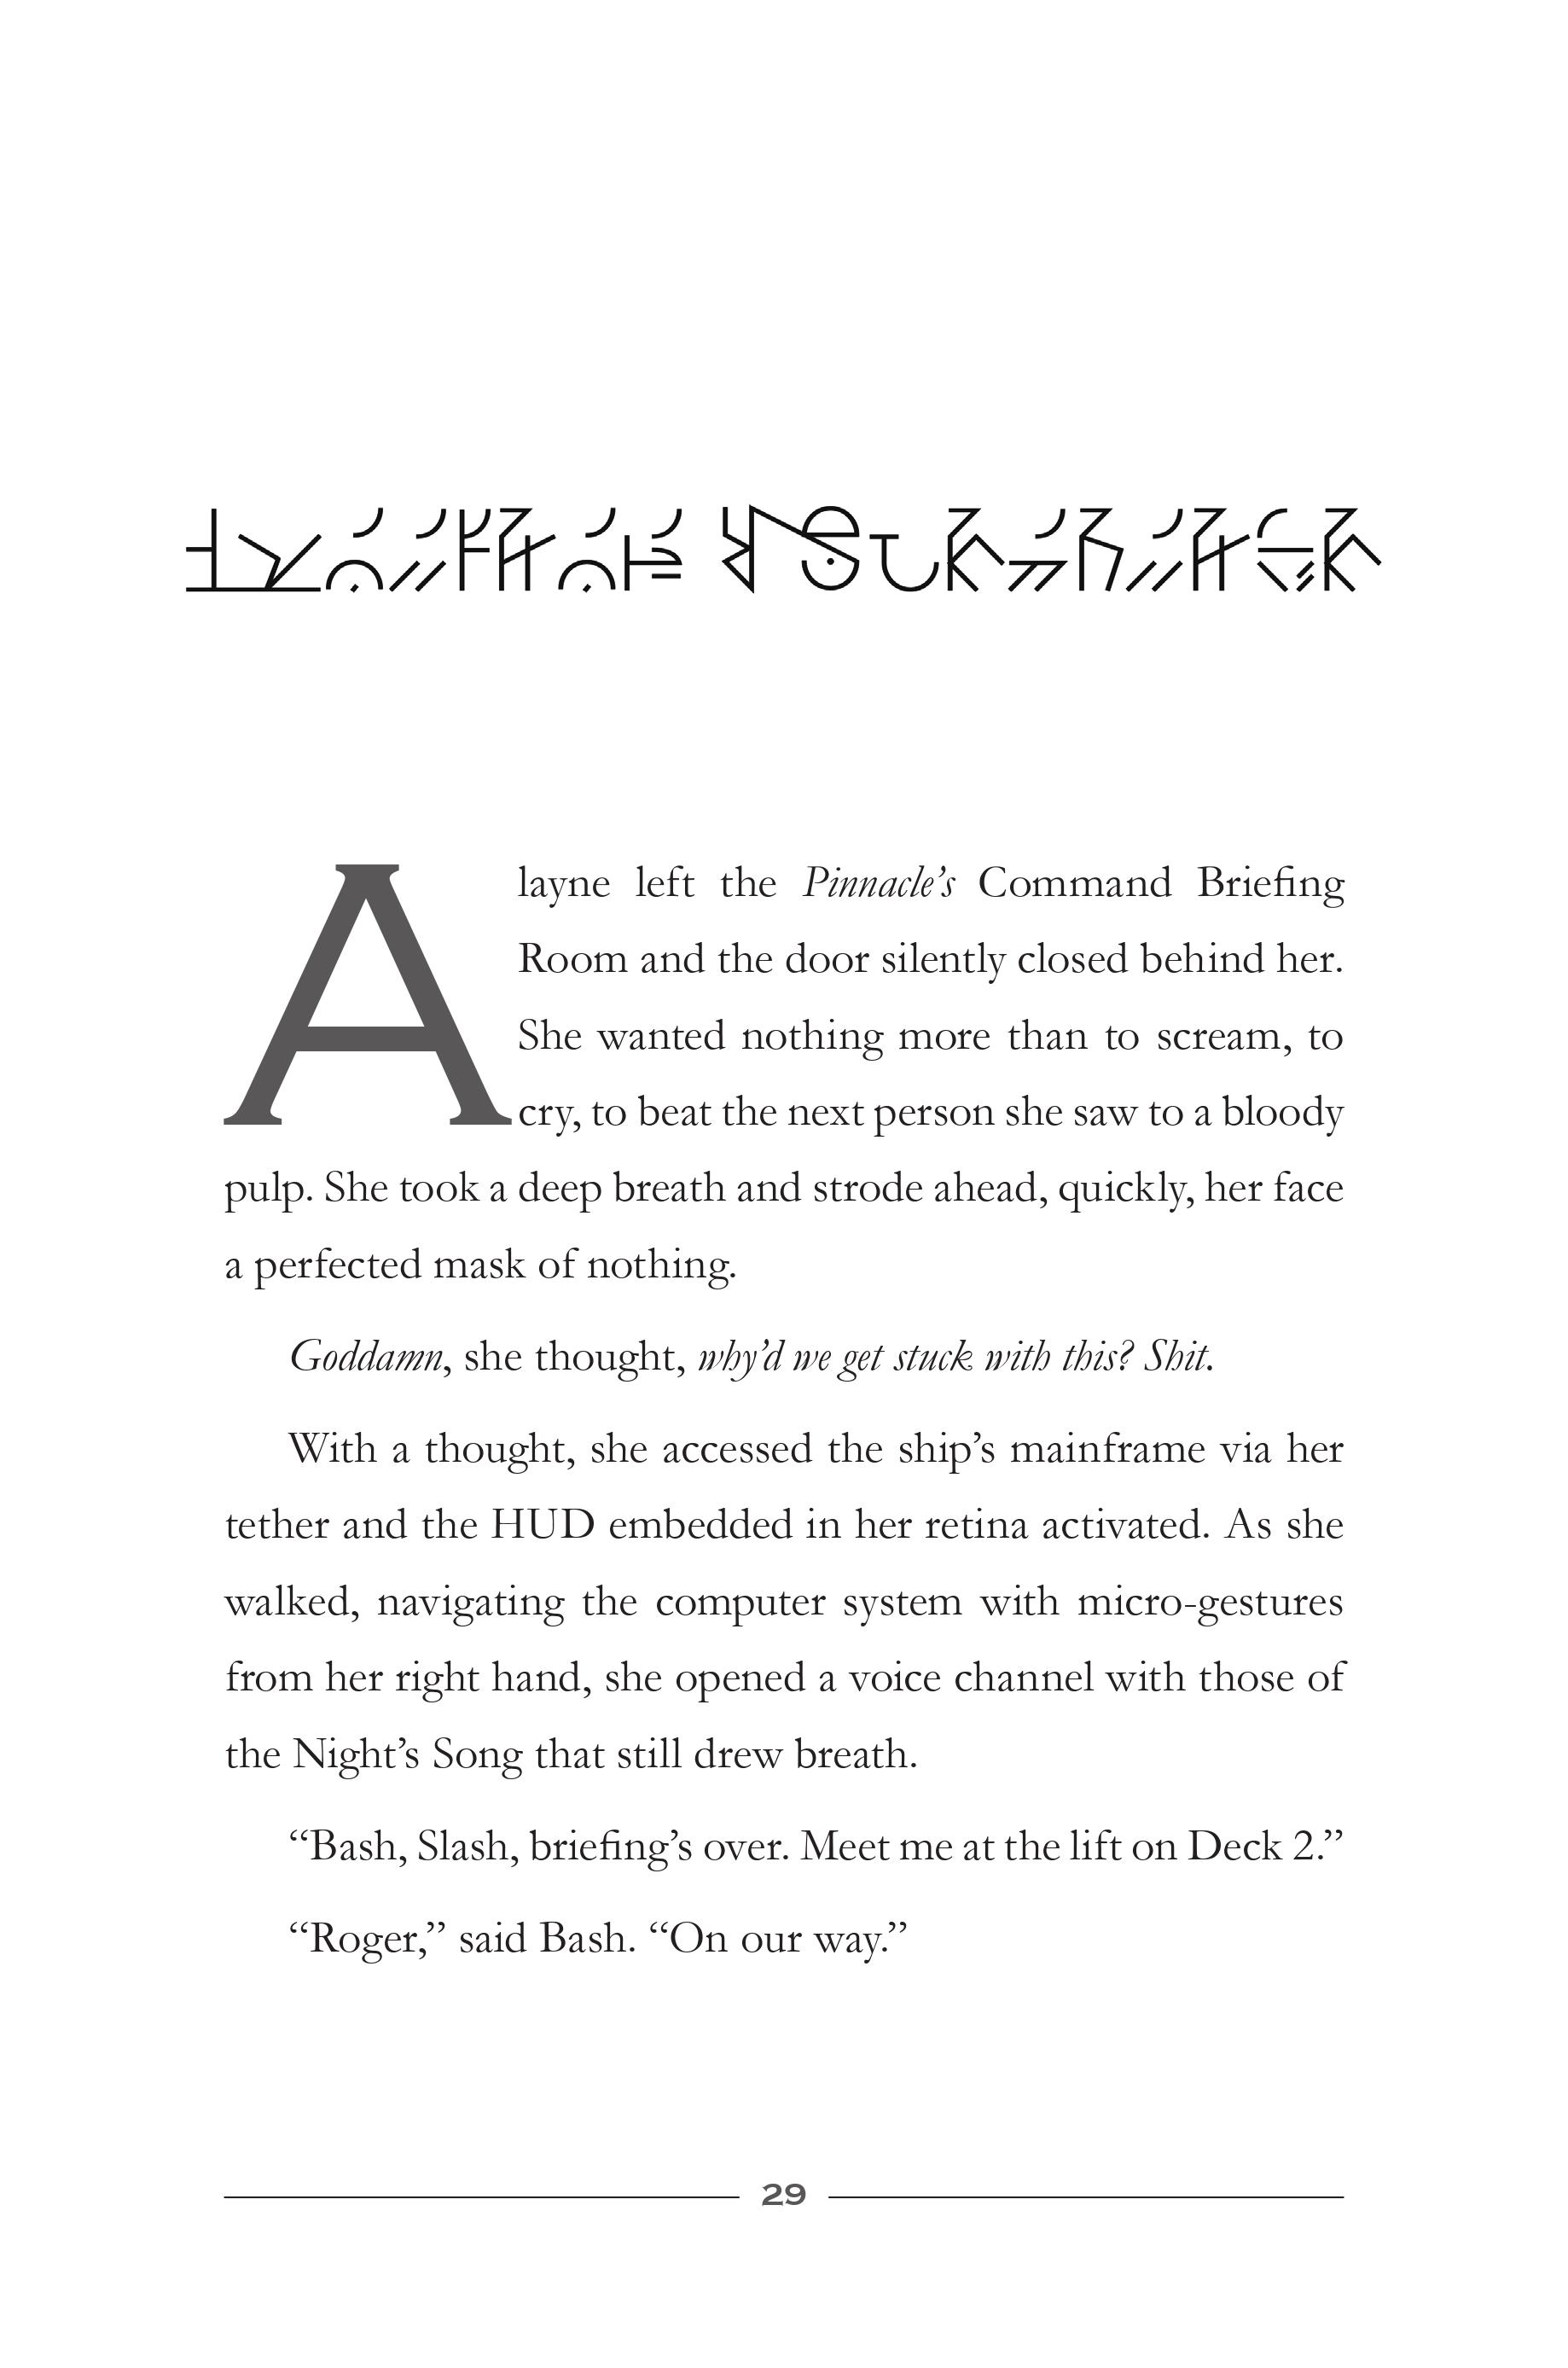 Alayne left the Pinnacle’s Command Briefing
Room and the door silently closed behind her.
She wanted nothing more than to scream, to
cry, to beat the next person she saw to a bloody
pulp. She took a deep breath and strode ahead, quickly, her face
a perfected mask of nothing.
Goddamn, she thought, why’d we get stuck with this? Shit.
With a thought, she accessed the ship’s mainframe via her
tether and the HUD embedded in her retina activated. As she
walked, navigating the computer system with micro-gestures
from her right hand, she opened a voice channel with those of
the Night’s Song that still drew breath.
“Bash, Slash, briefing’s over. Meet me at the lift on Deck 2.”
“Roger,” said Bash. “On our way.”
29